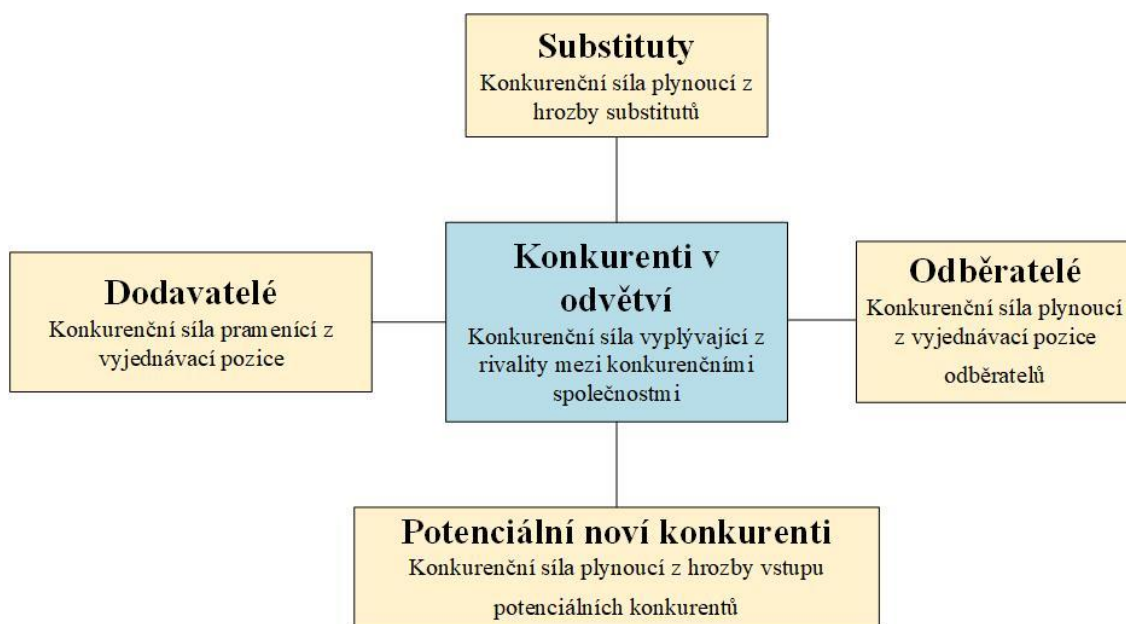 Substituty
Konkurenční síla plynoucí z
hrozby substitutů
Dodavatelé
Konkurenční síla pramenící z
vyjednávací pozice
Konkurenti v
odvětví
Konkurenční síla vyplývající z
rivality mezi konkurenčními
společnostmi
Odběratelé
Konkurenční síla plynoucí
z vyjednávací pozice
odběratelů
Potenciální noví konkurenti
Konkurenční síla plynoucí z hrozby vstupu
potenciálních konkurentů